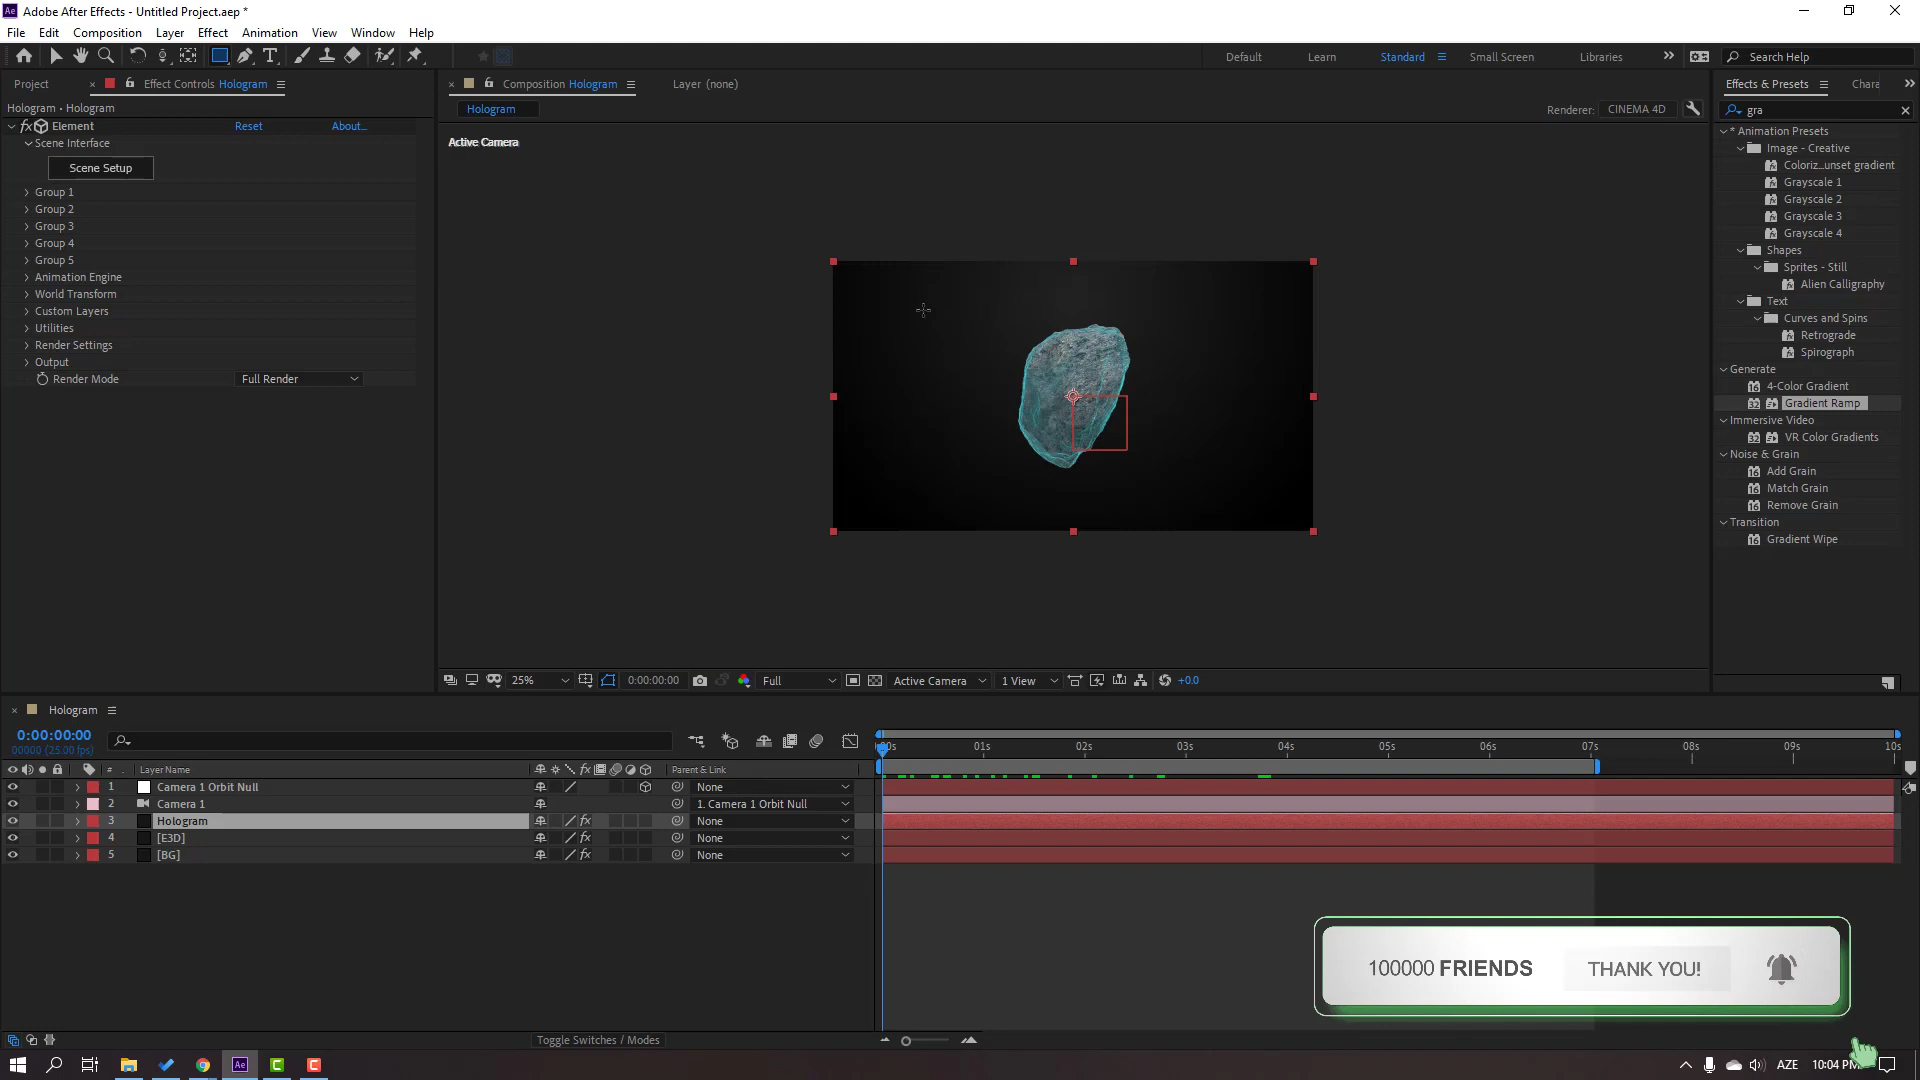 Adobe After Effects - Untitled Project.aep *
File Edit Composition Layer Effect Animation View Window Help
Default Learn Standard Small Screen Libraries Search Help
Project Effect Controls Hologram
Composition Hologram Layer (none)
Effects & Presets Chara
Hologram • Hologram
Hologram
Renderer: CINEMA 4D
gra
fx Element Reset About...
Scene Interface
Scene Setup
Group 1
Group 2
Group 3
Group 4
Group 5
Animation Engine
World Transform
Custom Layers
Utilities
Render Settings
Output
Render Mode Full Render
Active Camera
* Animation Presets
Image - Creative
Coloriz...unset gradient
Grayscale 1
Grayscale 2
Grayscale 3
Grayscale 4
Shapes
Sprites - Still
Alien Calligraphy
Text
Curves and Spins
Retrograde
Spirograph
Generate
4-Color Gradient
Gradient Ramp
Immersive Video
VR Color Gradients
Noise & Grain
Add Grain
Match Grain
Remove Grain
Transition
Gradient Wipe
25% 0:00:00:00 Full Active Camera 1 View +0.0
Hologram
0:00:00:00
00000 (25.00 fps)
01s 02s 03s 04s 05s 06s 07s 08s 09s 10s
# Layer Name fx Parent & Link
1 Camera 1 Orbit Null None
2 Camera 1 1. Camera 1 Orbit Null
3 Hologram fx None
4 [E3D] fx None
5 [BG] fx None
100000 FRIENDS THANK YOU!
Toggle Switches / Modes
AZE 10:04 PM